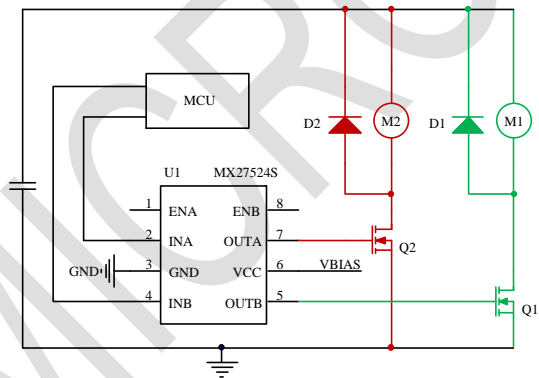 MCU
D2
M2
D1
M1
U1 MX27524S
1 ENA ENB 8
2 INA OUTA 7
Q2
GND 3 GND VCC 6 VBIAS
4 INB OUTB 5
Q1
MICRO